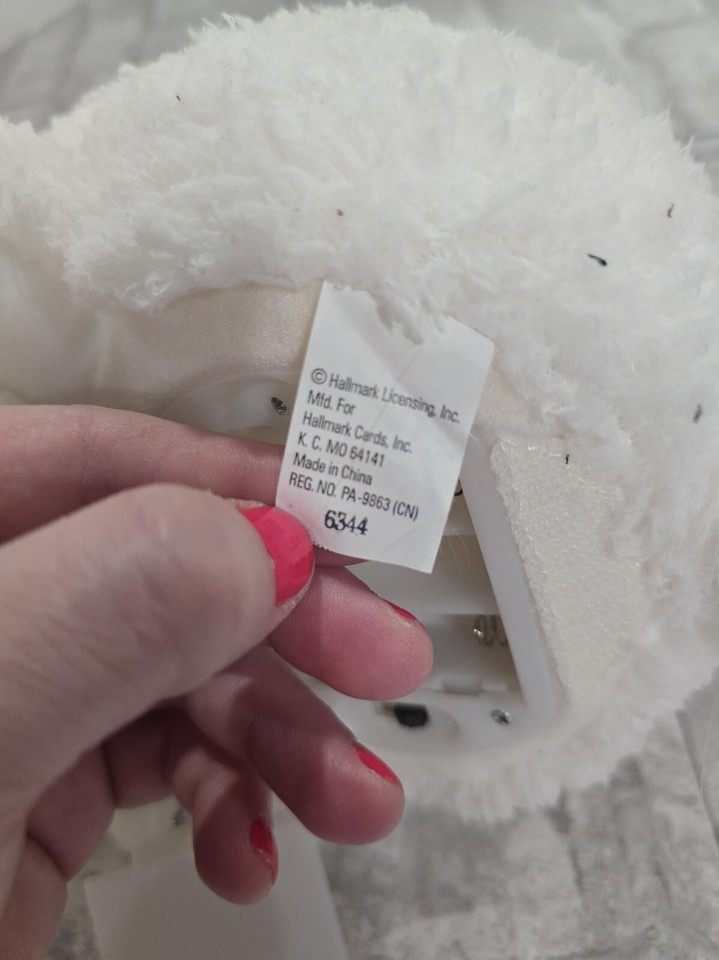 © Hallmark Licensing, Inc.
Mfd. For
Hallmark Cards, Inc.
K. C. MO 64141
Made in China
REG. NO. PA-9863 (CN)
6344